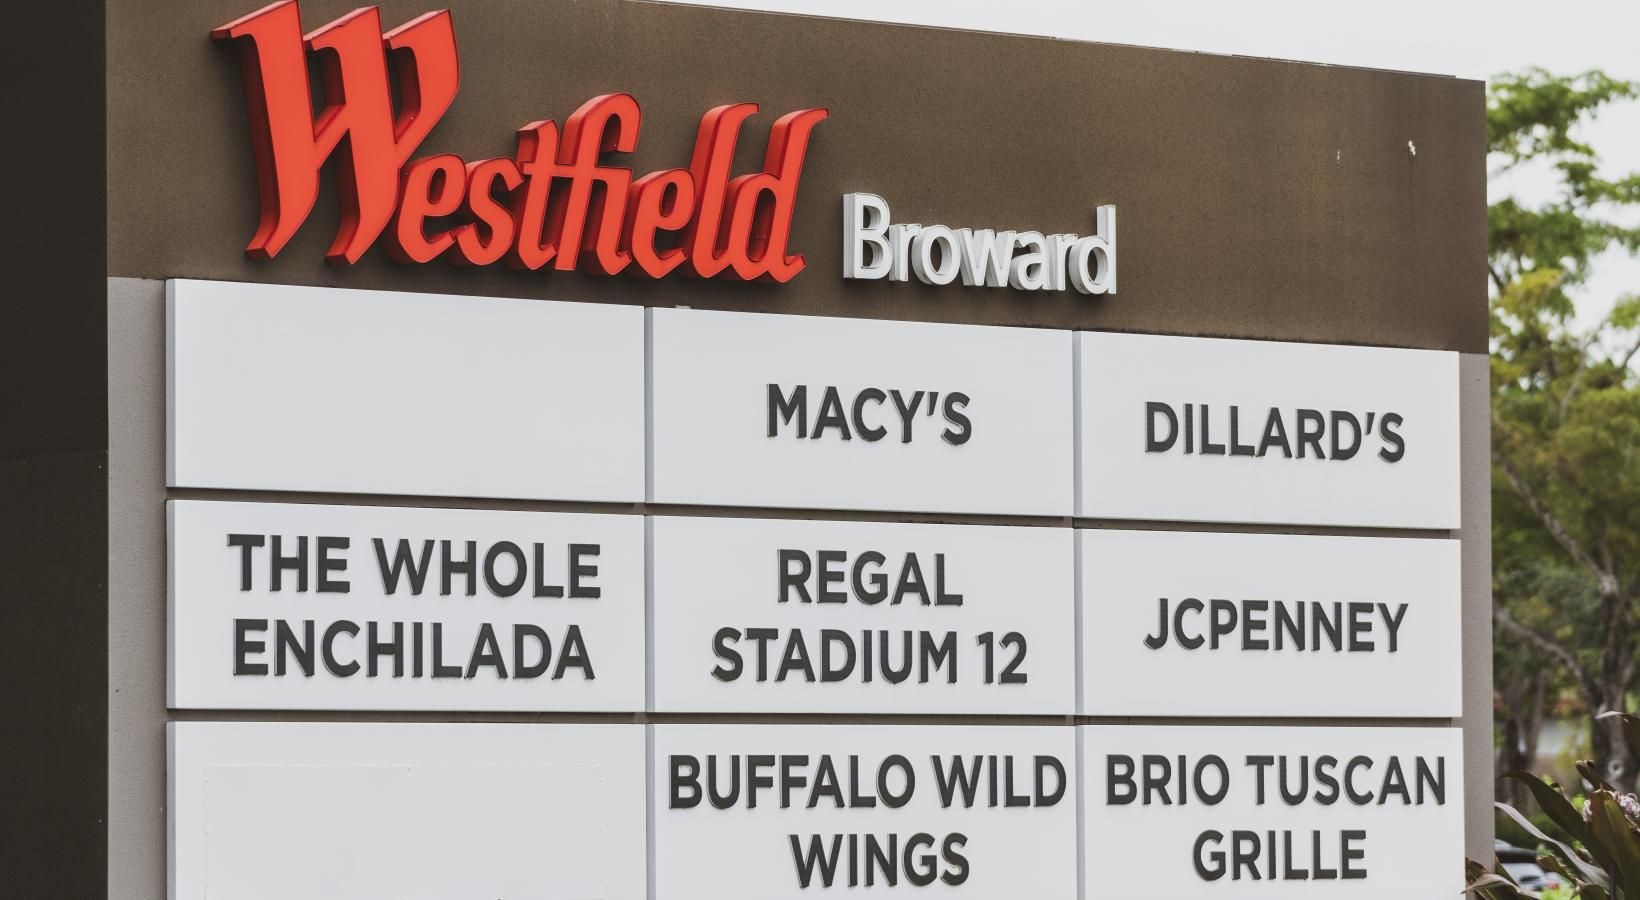 Westfield Broward
MACY'S
DILLARD'S
THE WHOLE
ENCHILADA
REGAL
STADIUM 12
JCPENNEY
BUFFALO WILD
WINGS
BRIO TUSCAN
GRILLE